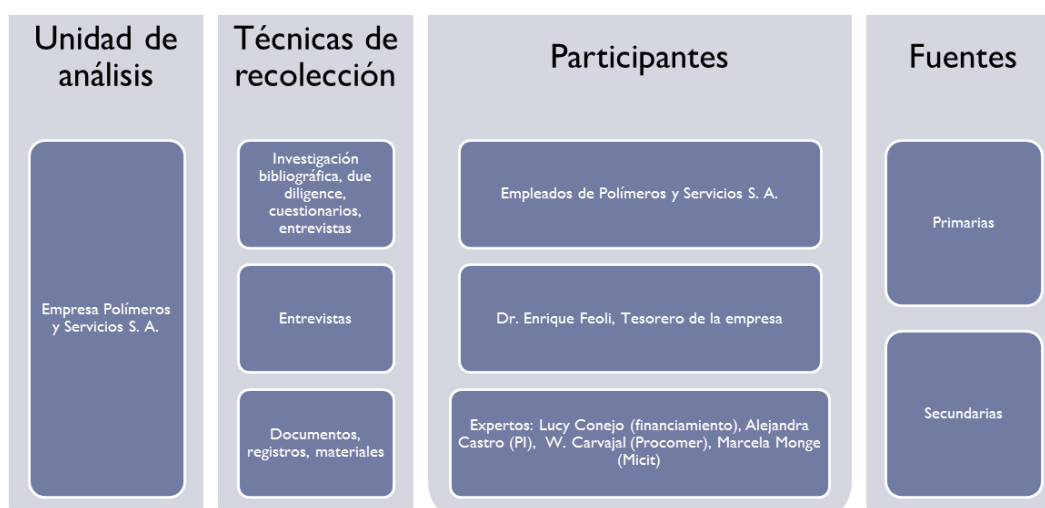 Unidad de
análisis
Empresa Polímeros
y Servicios S. A.
Técnicas de
recolección
Investigación
bibliográfica, due
diligence,
cuestionarios,
entrevistas
Entrevistas
Documentos,
registros, materiales
Participantes
Empleados de Polímeros y Servicios S. A.
Dr. Enrique Feoli, Tesorero de la empresa
Expertos: Lucy Conejo (financiamiento), Alejandra
Castro (PI), W. Carvajal (Procomer), Marcela Monge
(Micit)
Fuentes
Primarias
Secundarias